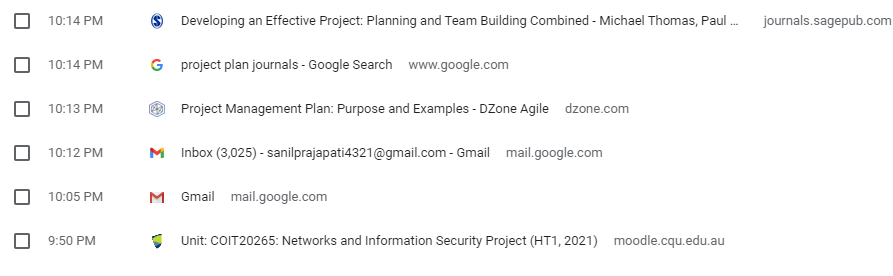 10:14 PM Developing an Effective Project: Planning and Team Building Combined - Michael Thomas, Paul ... journals.sagepub.com
10:14 PM project plan journals - Google Search www.google.com
10:13 PM Project Management Plan: Purpose and Examples - DZone Agile dzone.com
10:12 PM Inbox (3,025) - sanilprajapati4321@gmail.com - Gmail mail.google.com
10:05 PM Gmail mail.google.com
9:50 PM Unit: COIT20265: Networks and Information Security Project (HT1, 2021) moodle.cqu.edu.au